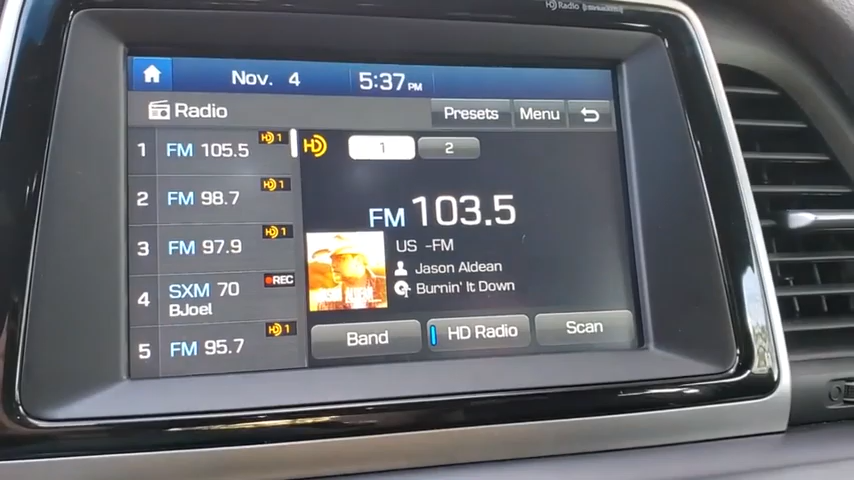 HD Radio
Nov. 4 5:37 PM
Radio
Presets Menu
1 FM 105.5 HD 1
2 FM 98.7 HD 1
3 FM 97.9 HD 1
4 SXM 70 REC
BJoel
5 FM 95.7 HD 1
HD 1 2
FM 103.5
US -FM
Jason Aldean
Burnin' It Down
Band HD Radio Scan